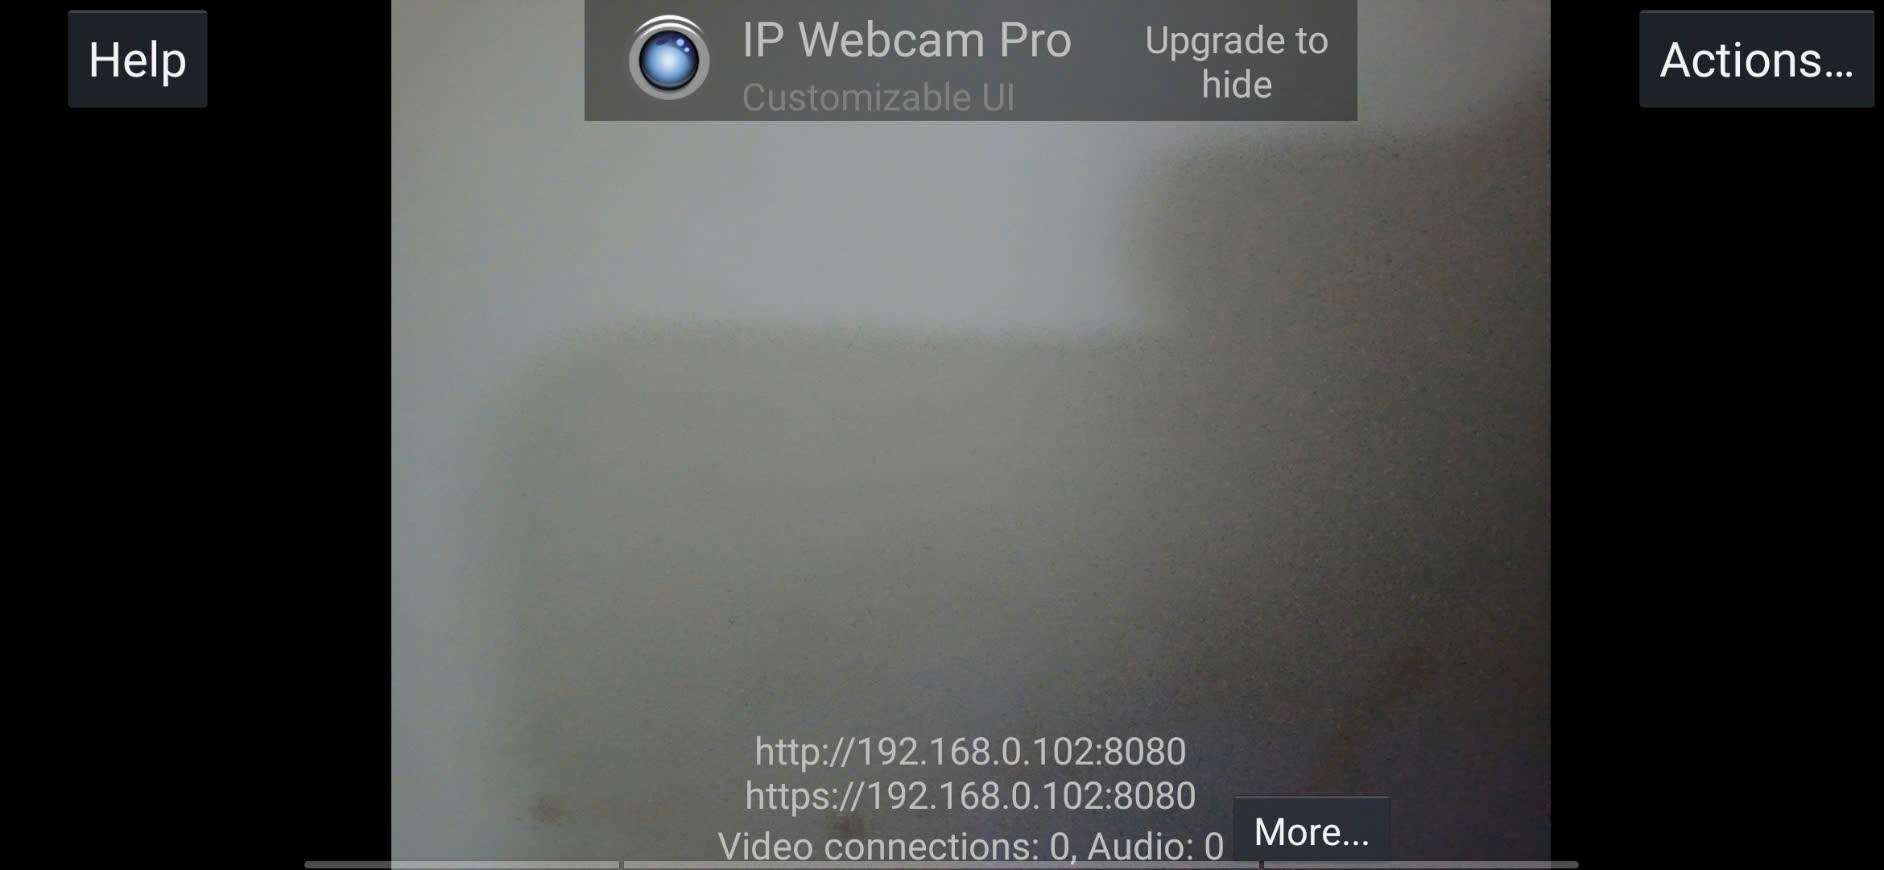 Help
IP Webcam Pro
Customizable UI
Upgrade to
hide
Actions...
http://192.168.0.102:8080
https://192.168.0.102:8080
Video connections: 0, Audio: 0
More...